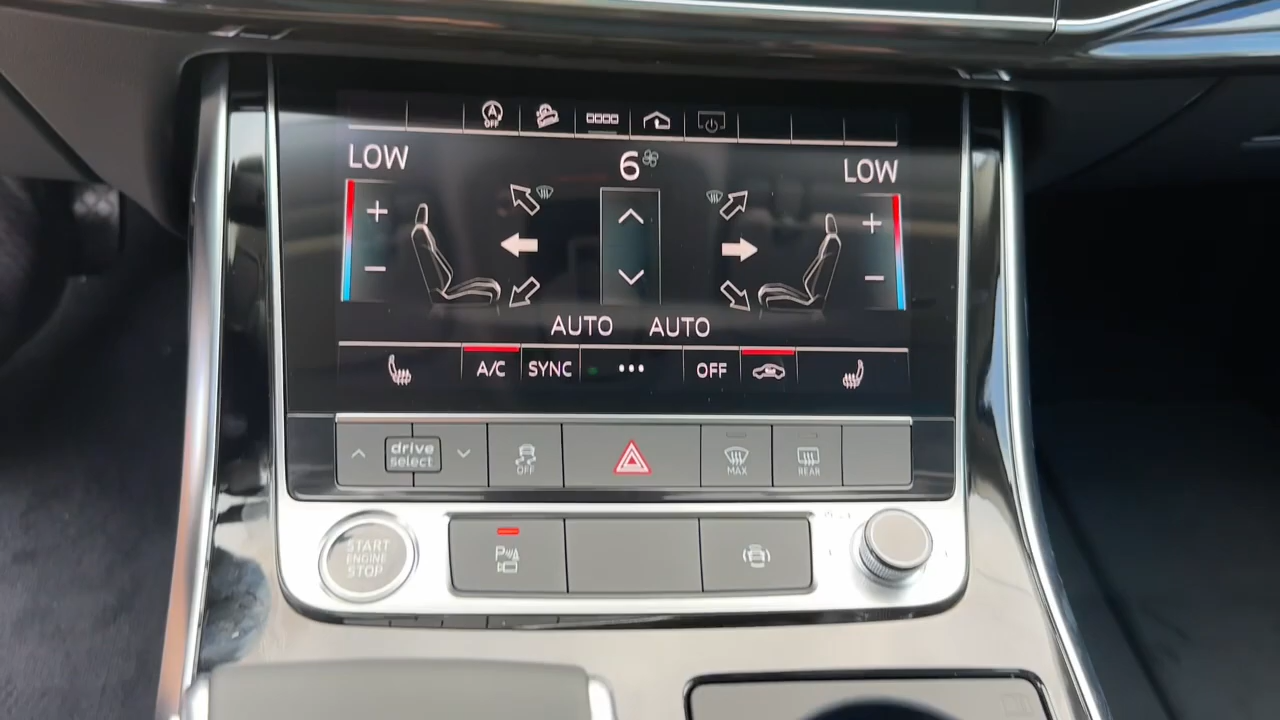 A
OFF
LOW
6
LOW
AUTO AUTO
A/C SYNC ••• OFF
drive
select
OFF
MAX
REAR
START
ENGINE
STOP
P